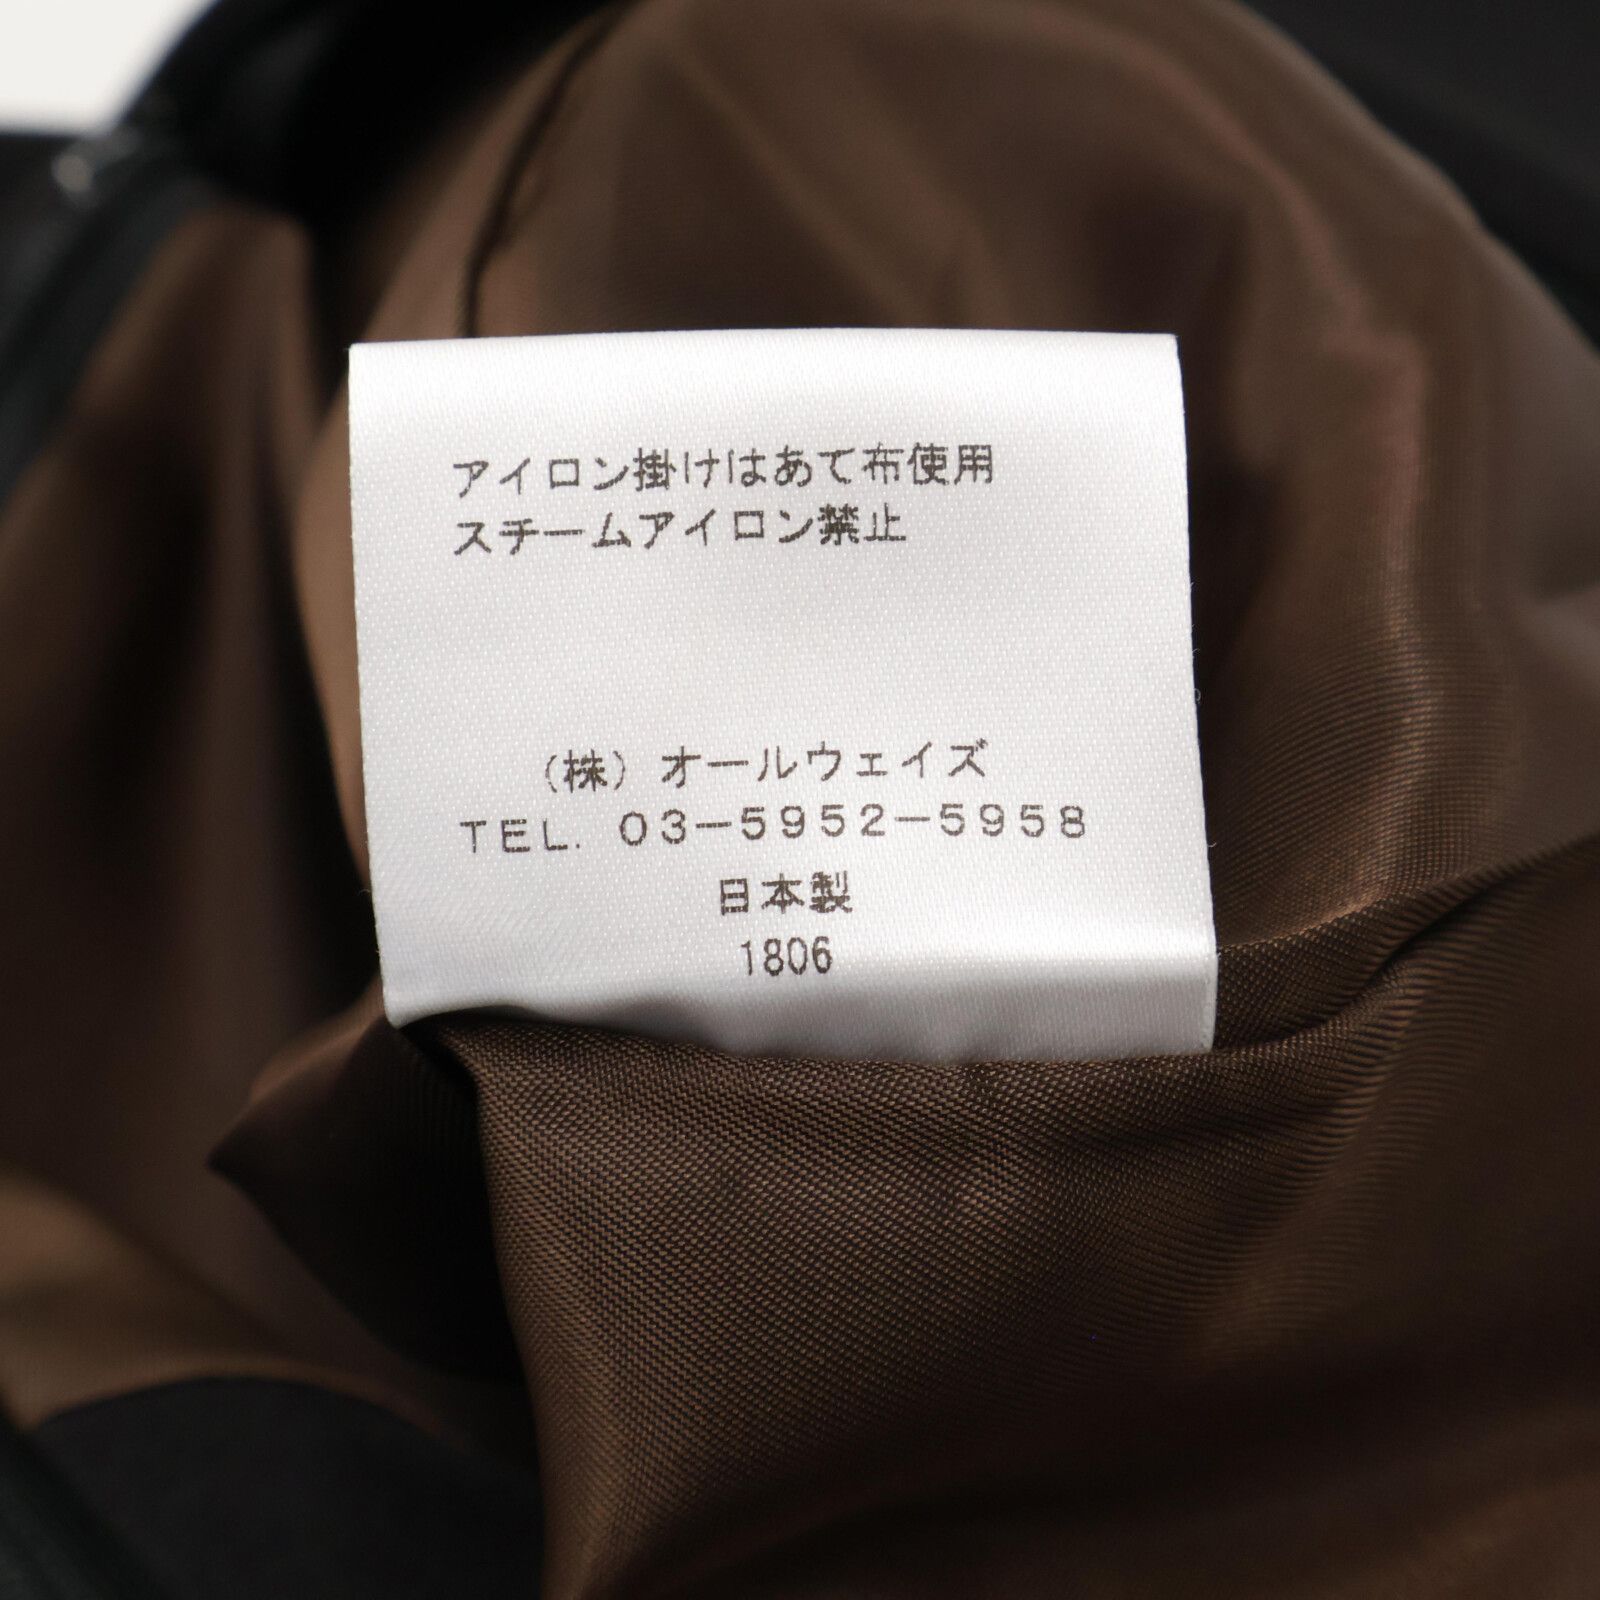 アイロン掛けはあて布使用
スチームアイロン禁止
(株) オールウェイズ
TEL. 03-5952-5958
日本製
1806